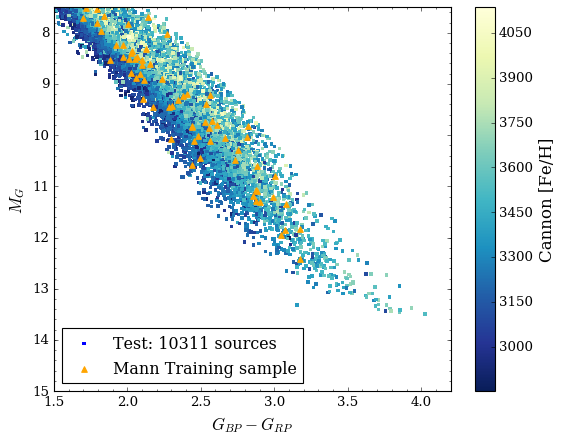 8
9
10
11
12
13
14
15
M_G
1.5 2.0 2.5 3.0 3.5 4.0
G_BP − G_RP
Test: 10311 sources
Mann Training sample
4050
3900
3750
3600
3450
3300
3150
3000
Cannon [Fe/H]